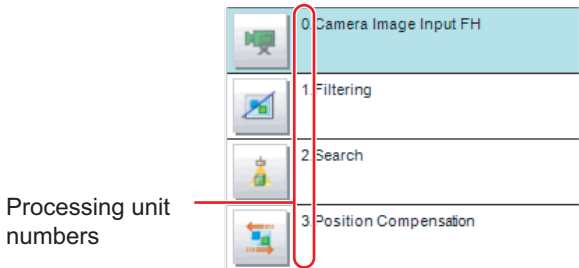 0.Camera Image Input FH
1.Filtering
2.Search
3.Position Compensation
Processing unit
numbers